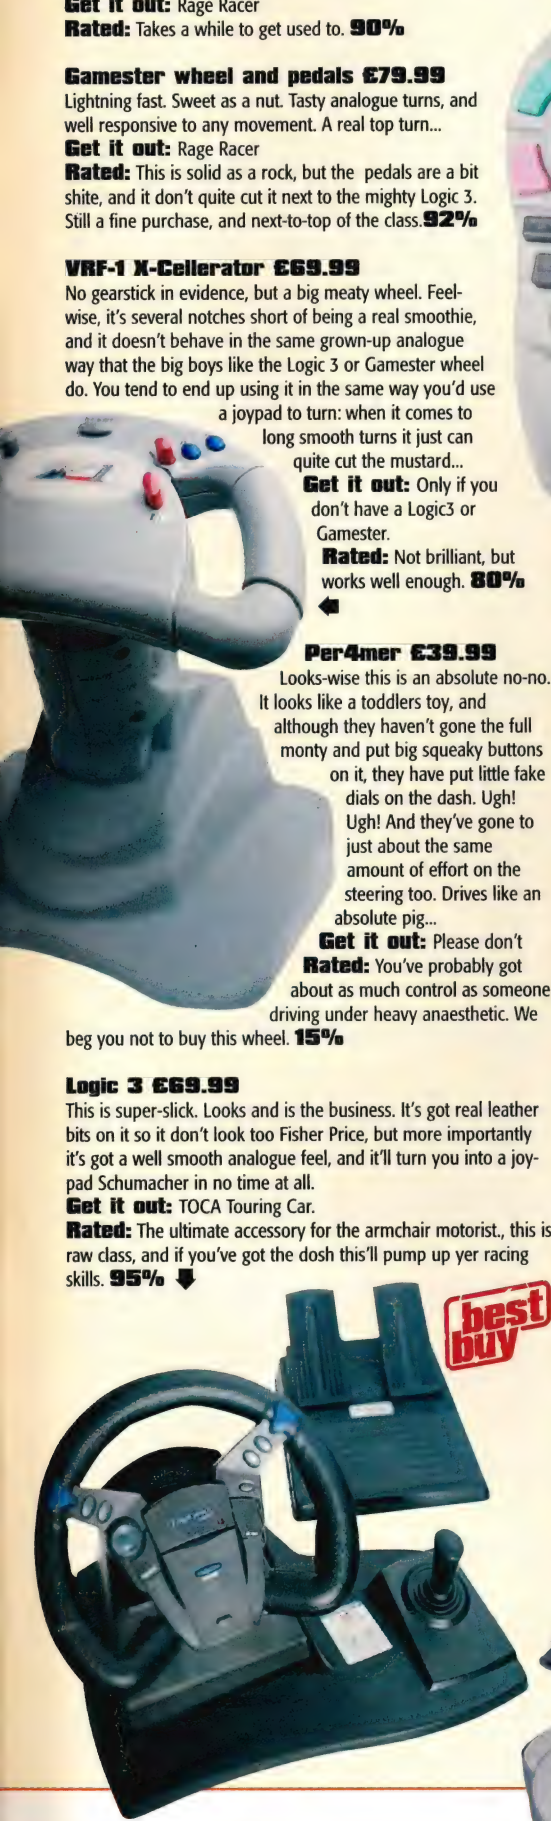 Get it out: Rage Racer
Rated: Takes a while to get used to. 90%
Gamester wheel and pedals £79.99
Lightning fast. Sweet as a nut. Tasty analogue turns, and
well responsive to any movement. A real top turn...
Get it out: Rage Racer
Rated: This is solid as a rock, but the pedals are a bit
shite, and it don't quite cut it next to the mighty Logic 3.
Still a fine purchase, and next-to-top of the class.92%
VRF-1 X-Cellerator £69.99
No gearstick in evidence, but a big meaty wheel. Feel-
wise, it's several notches short of being a real smoothie,
and it doesn't behave in the same grown-up analogue
way that the big boys like the Logic 3 or Gamester wheel
do. You tend to end up using it in the same way you'd use
a joypad to turn: when it comes to
long smooth turns it just can
quite cut the mustard...
Get it out: Only if you
don't have a Logic3 or
Gamester.
Rated: Not brilliant, but
works well enough. 80%
Per4mer £39.99
Looks-wise this is an absolute no-no.
It looks like a toddlers toy, and
although they haven't gone the full
monty and put big squeaky buttons
on it, they have put little fake
dials on the dash. Ugh!
Ugh! And they've gone to
just about the same
amount of effort on the
steering too. Drives like an
absolute pig...
Get it out: Please don't
Rated: You've probably got
about as much control as someone
driving under heavy anaesthetic. We
beg you not to buy this wheel. 15%
Logic 3 £69.99
This is super-slick. Looks and is the business. It's got real leather
bits on it so it don't look too Fisher Price, but more importantly
it's got a well smooth analogue feel, and it'll turn you into a joy-
pad Schumacher in no time at all.
Get it out: TOCA Touring Car.
Rated: The ultimate accessory for the armchair motorist., this is
raw class, and if you've got the dosh this'll pump up yer racing
skills. 95%
best
buy